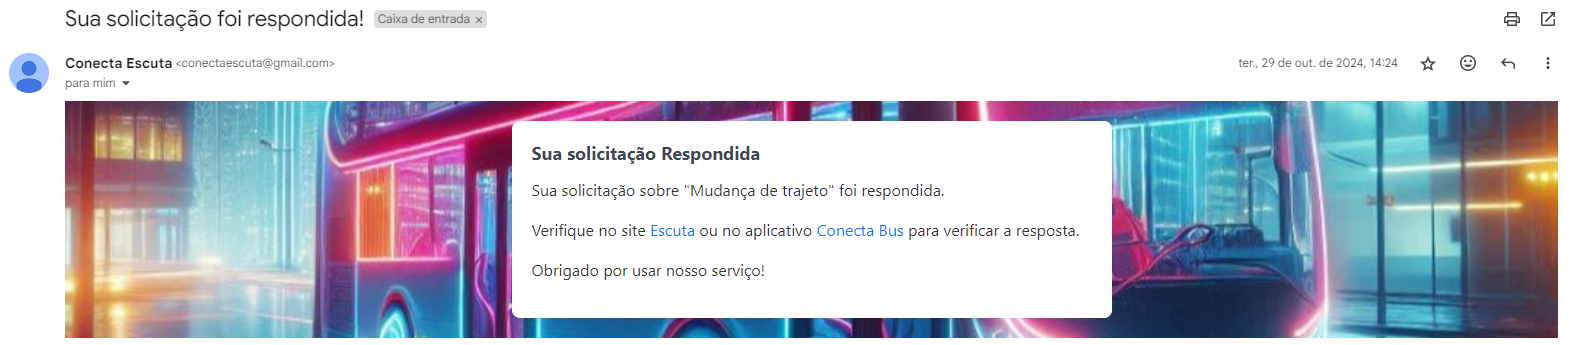 Sua solicitação foi respondida! Caixa de entrada ×
Conecta Escuta <conectaescuta@gmail.com> ter., 29 de out. de 2024, 14:24
para mim
Sua solicitação Respondida
Sua solicitação sobre "Mudança de trajeto" foi respondida.
Verifique no site Escuta ou no aplicativo Conecta Bus para verificar a resposta.
Obrigado por usar nosso serviço!